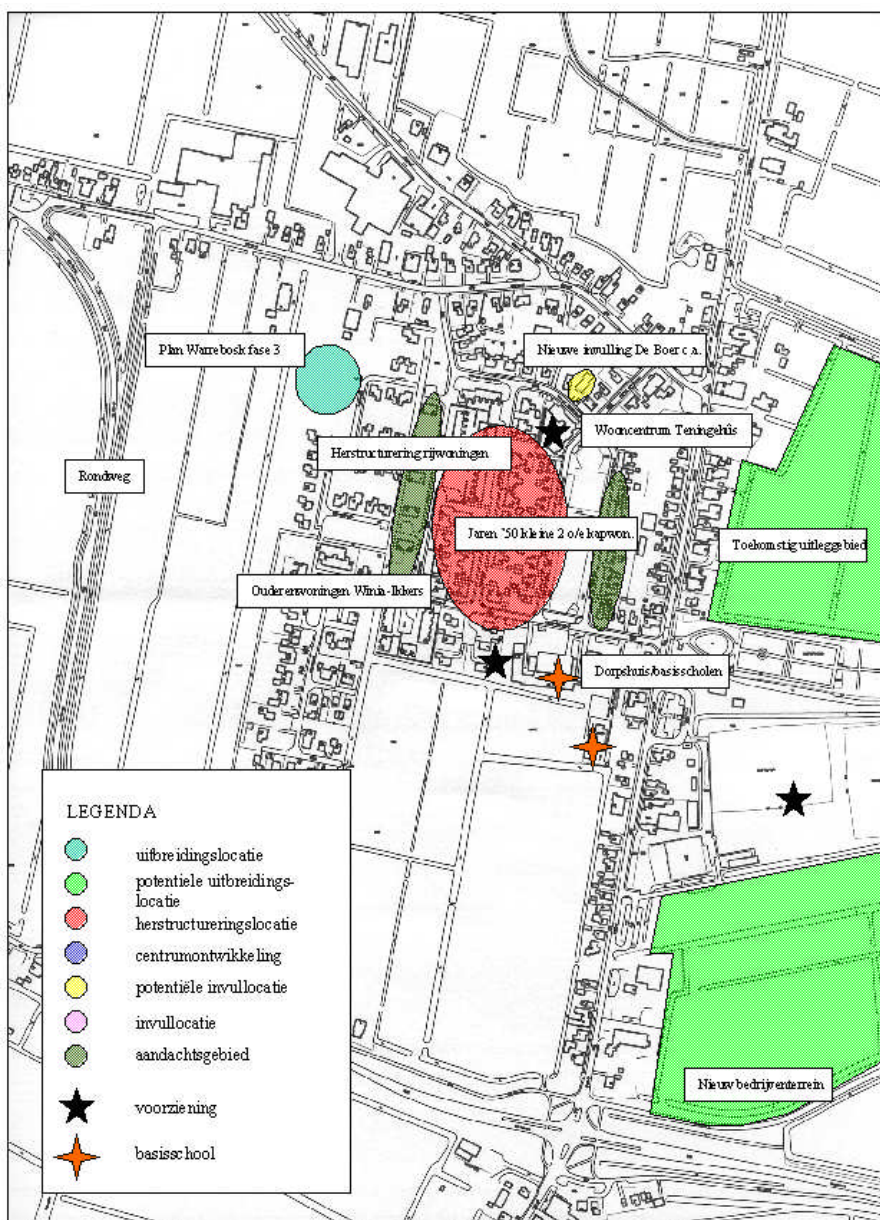 Plan Warrebosk fase 3
Nieuwe invulling De Boer c.a.
Wooncentrum Teningehûs
Herstructurering rijwoningen
Rondweg
Jaren '50 kleine 2 o/e kapwon.
Toekomstig uitleggebied
Ouderenwoningen Winia-Ikkers
Dorpshuis/basisscholen
Nieuw bedrijventerrein
LEGENDA
uitbreidingslocatie
potentiele uitbreidings-
locatie
herstructureringslocatie
centrumontwikkeling
potentiële invullocatie
invullocatie
aandachtsgebied
voorziening
basisschool